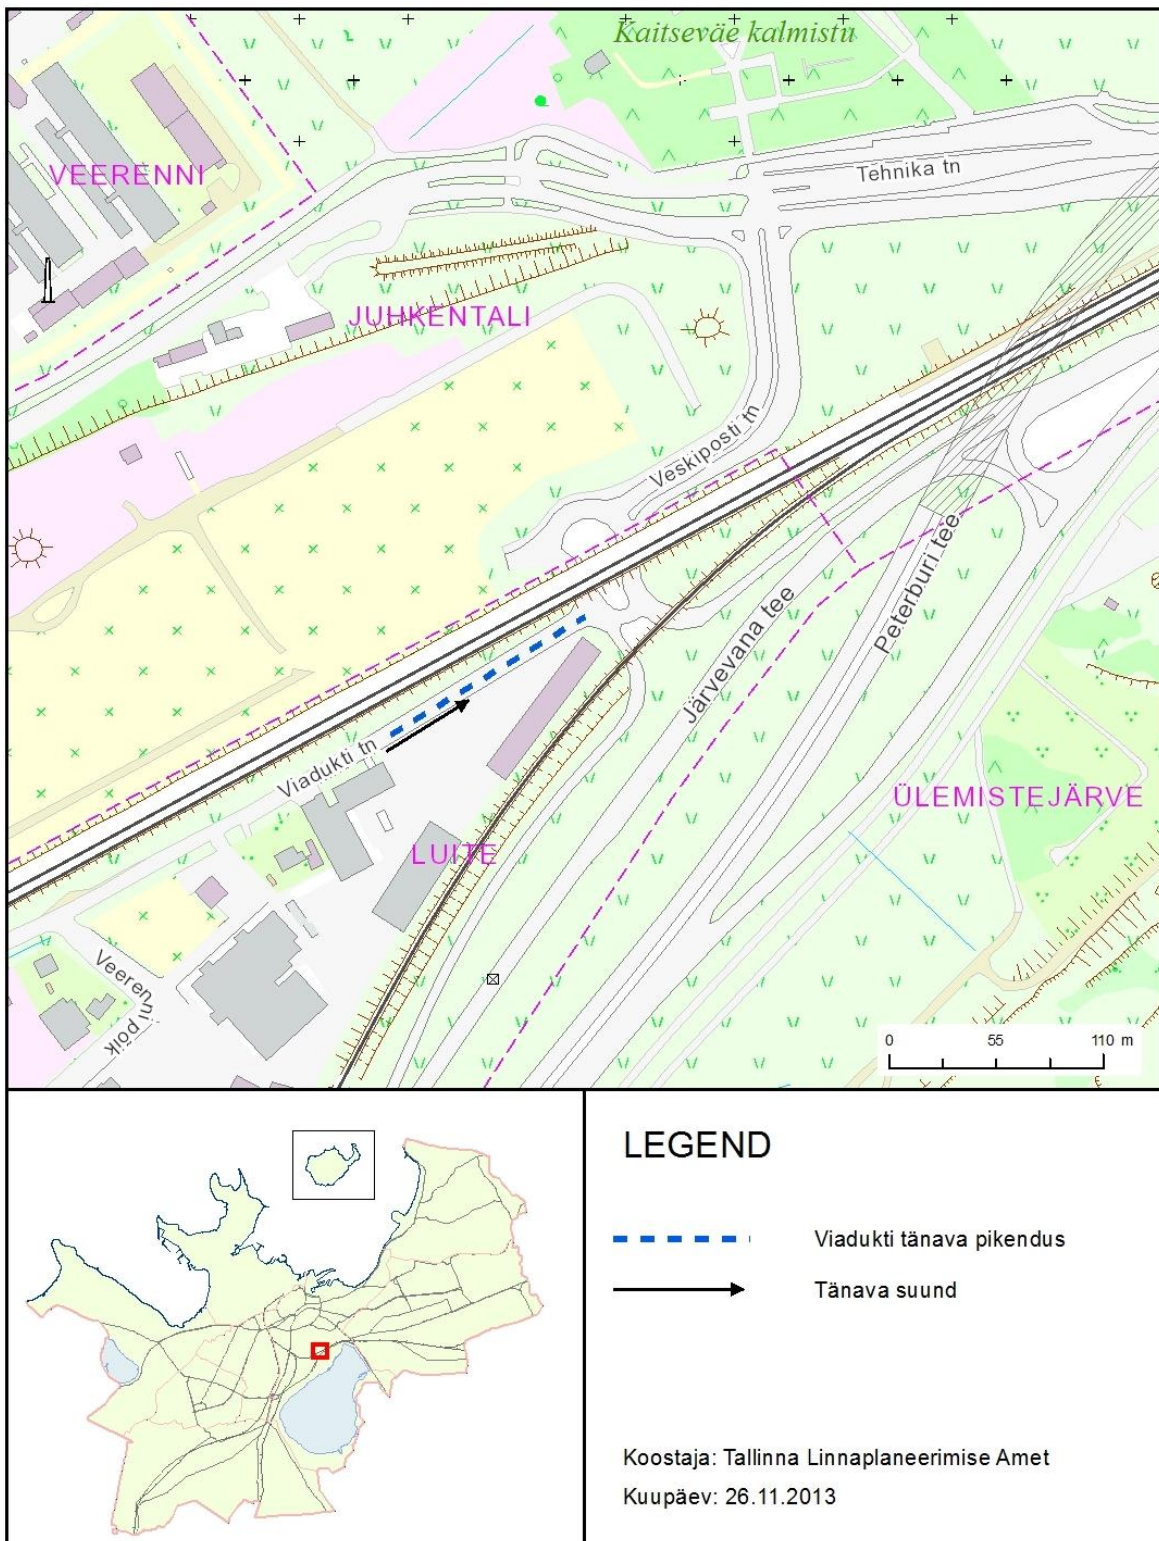 Kaitseväe kalmistu
VEERENNI
Tehnika tn
JUHKENTALI
Veskiposti tn
Peterburi tee
Järvevana tee
Viadukti tn
ÜLEMISTEJÄRVE
LUITE
Veerenni põik
0 55 110 m
LEGEND
Viadukti tänava pikendus
Tänava suund
Koostaja: Tallinna Linnaplaneerimise Amet
Kuupäev: 26.11.2013